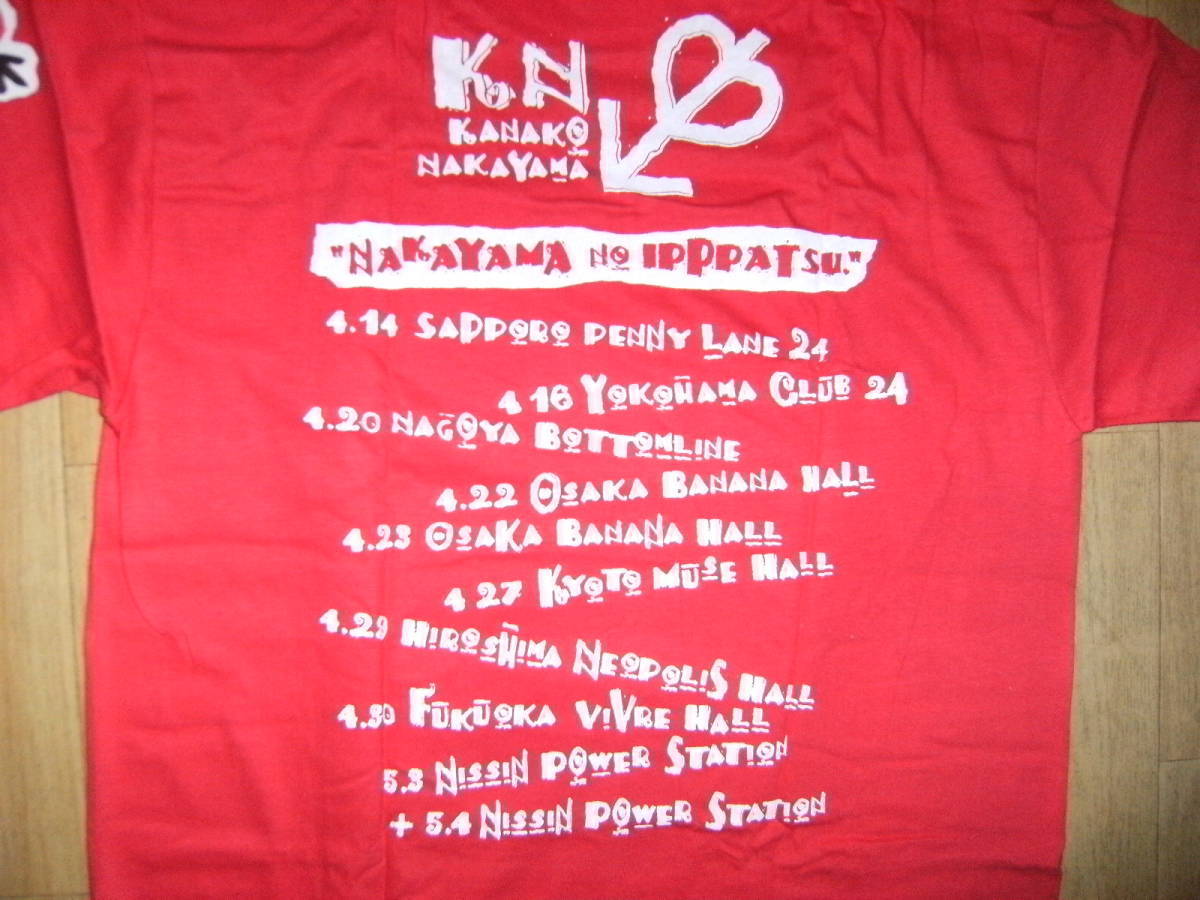 KN
KANAKO
NAKAYAMA
"NAKAYAMA NO IPPPATSU."
4.14 SAPPORO PENNY LANE 24
4 16 YOKOHAMA CLUB 24
4.20 NAGOYA BOTTOMLINE
4.22 OSAKA BANANA HALL
4.23 OSAKA BANANA HALL
4 27 KYOTO MUSE HALL
4.29 HIROSHIMA NEOPOLIS HALL
4.30 FUKUOKA VIVRE HALL
5.3 NISSIN POWER STATION
+ 5.4 NISSIN POWER STATION